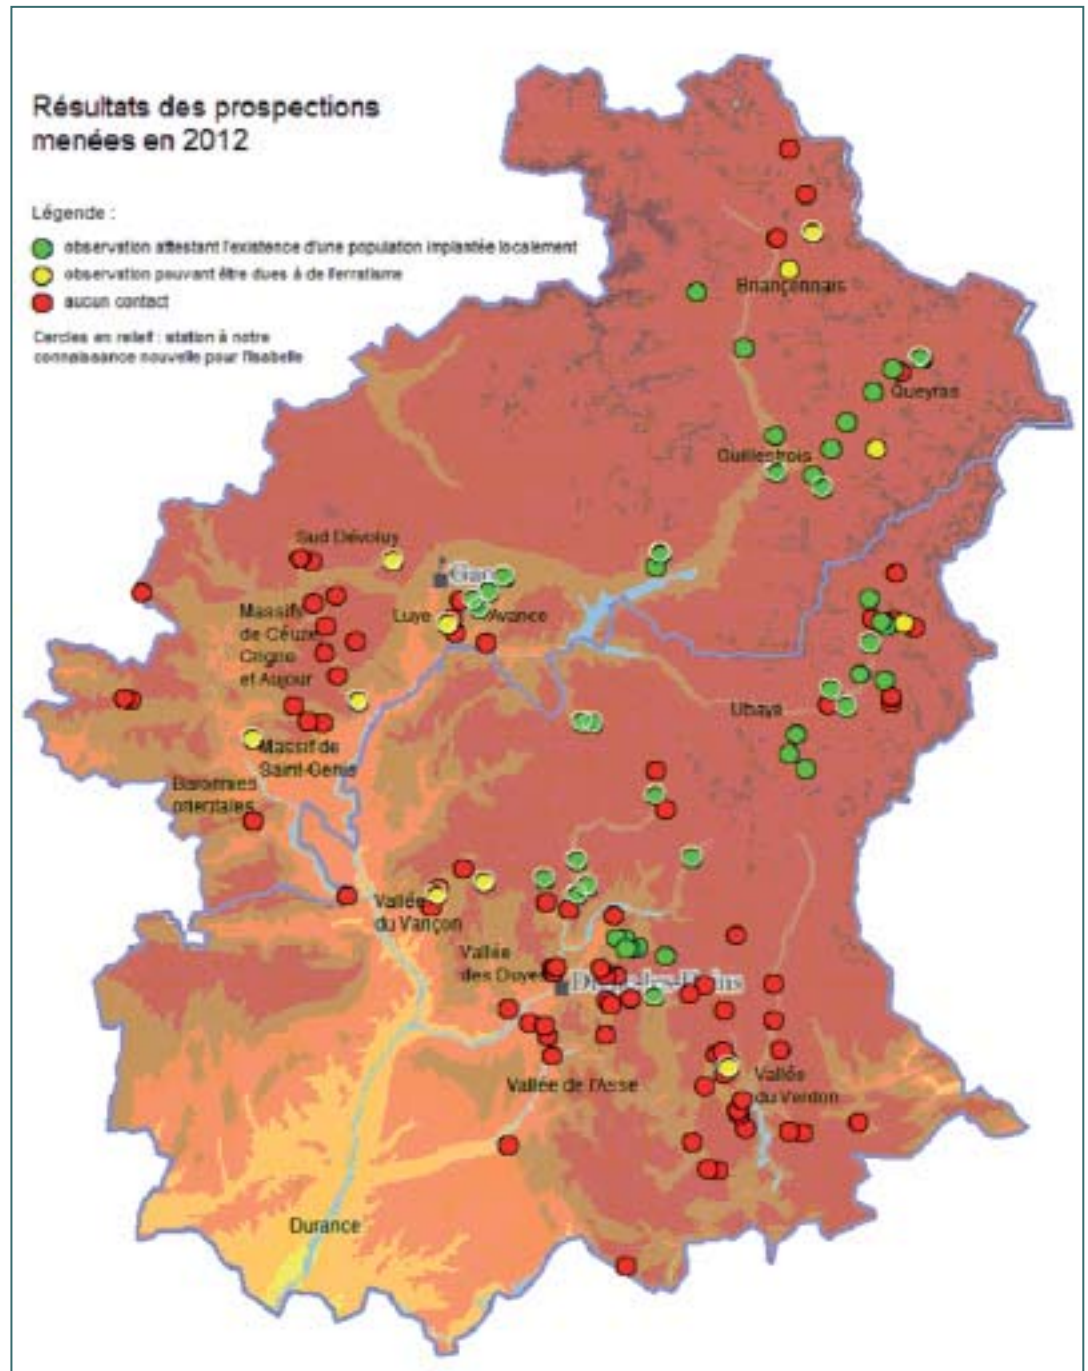 Résultats des prospections
menées en 2012
Légende :
observation attestant l'existence d'une population implantée localement
observation pouvant être dues à de l'erratisme
aucun contact
Cercles en relief : station à notre
connaissance nouvelle pour l'Isabelle
Briançonnais
Queyras
Guillestrois
Sud Dévoluy
Gap
Luye
Avance
Massifs
de Céüze
Crigne
et Aujour
Ubaye
Massif de
Saint-Genis
Baronnies
orientales
Vallée
du Vançon
Vallée
des Duyes
Digne-les-Bains
Vallée de l'Asse
Vallée
du Verdon
Durance